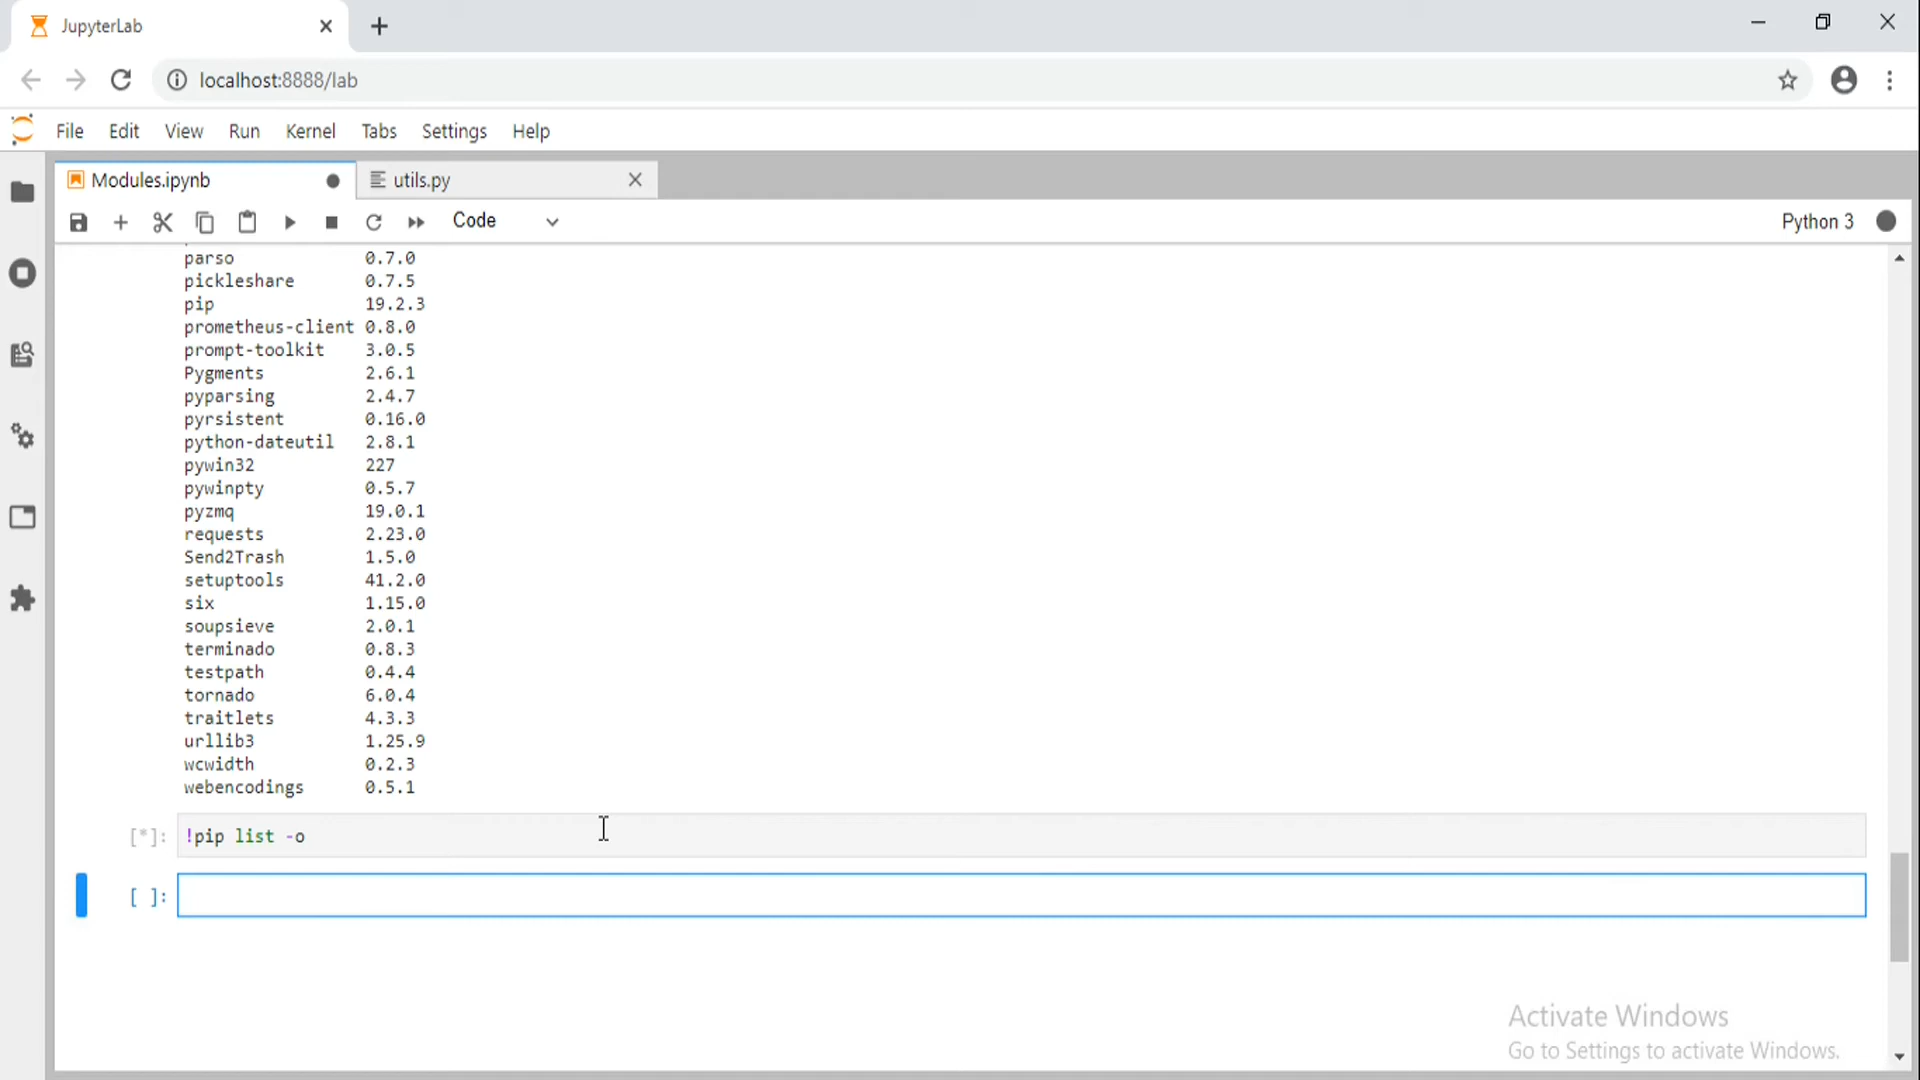 JupyterLab
localhost:8888/lab
File Edit View Run Kernel Tabs Settings Help
Modules.ipynb utils.py
Code Python 3
parso 0.7.0
pickleshare 0.7.5
pip 19.2.3
prometheus-client 0.8.0
prompt-toolkit 3.0.5
Pygments 2.6.1
pyparsing 2.4.7
pyrsistent 0.16.0
python-dateutil 2.8.1
pywin32 227
pywinpty 0.5.7
pyzmq 19.0.1
requests 2.23.0
Send2Trash 1.5.0
setuptools 41.2.0
six 1.15.0
soupsieve 2.0.1
terminado 0.8.3
testpath 0.4.4
tornado 6.0.4
traitlets 4.3.3
urllib3 1.25.9
wcwidth 0.2.3
webencodings 0.5.1
[*]: !pip list -o
[ ]:
Activate Windows
Go to Settings to activate Windows.